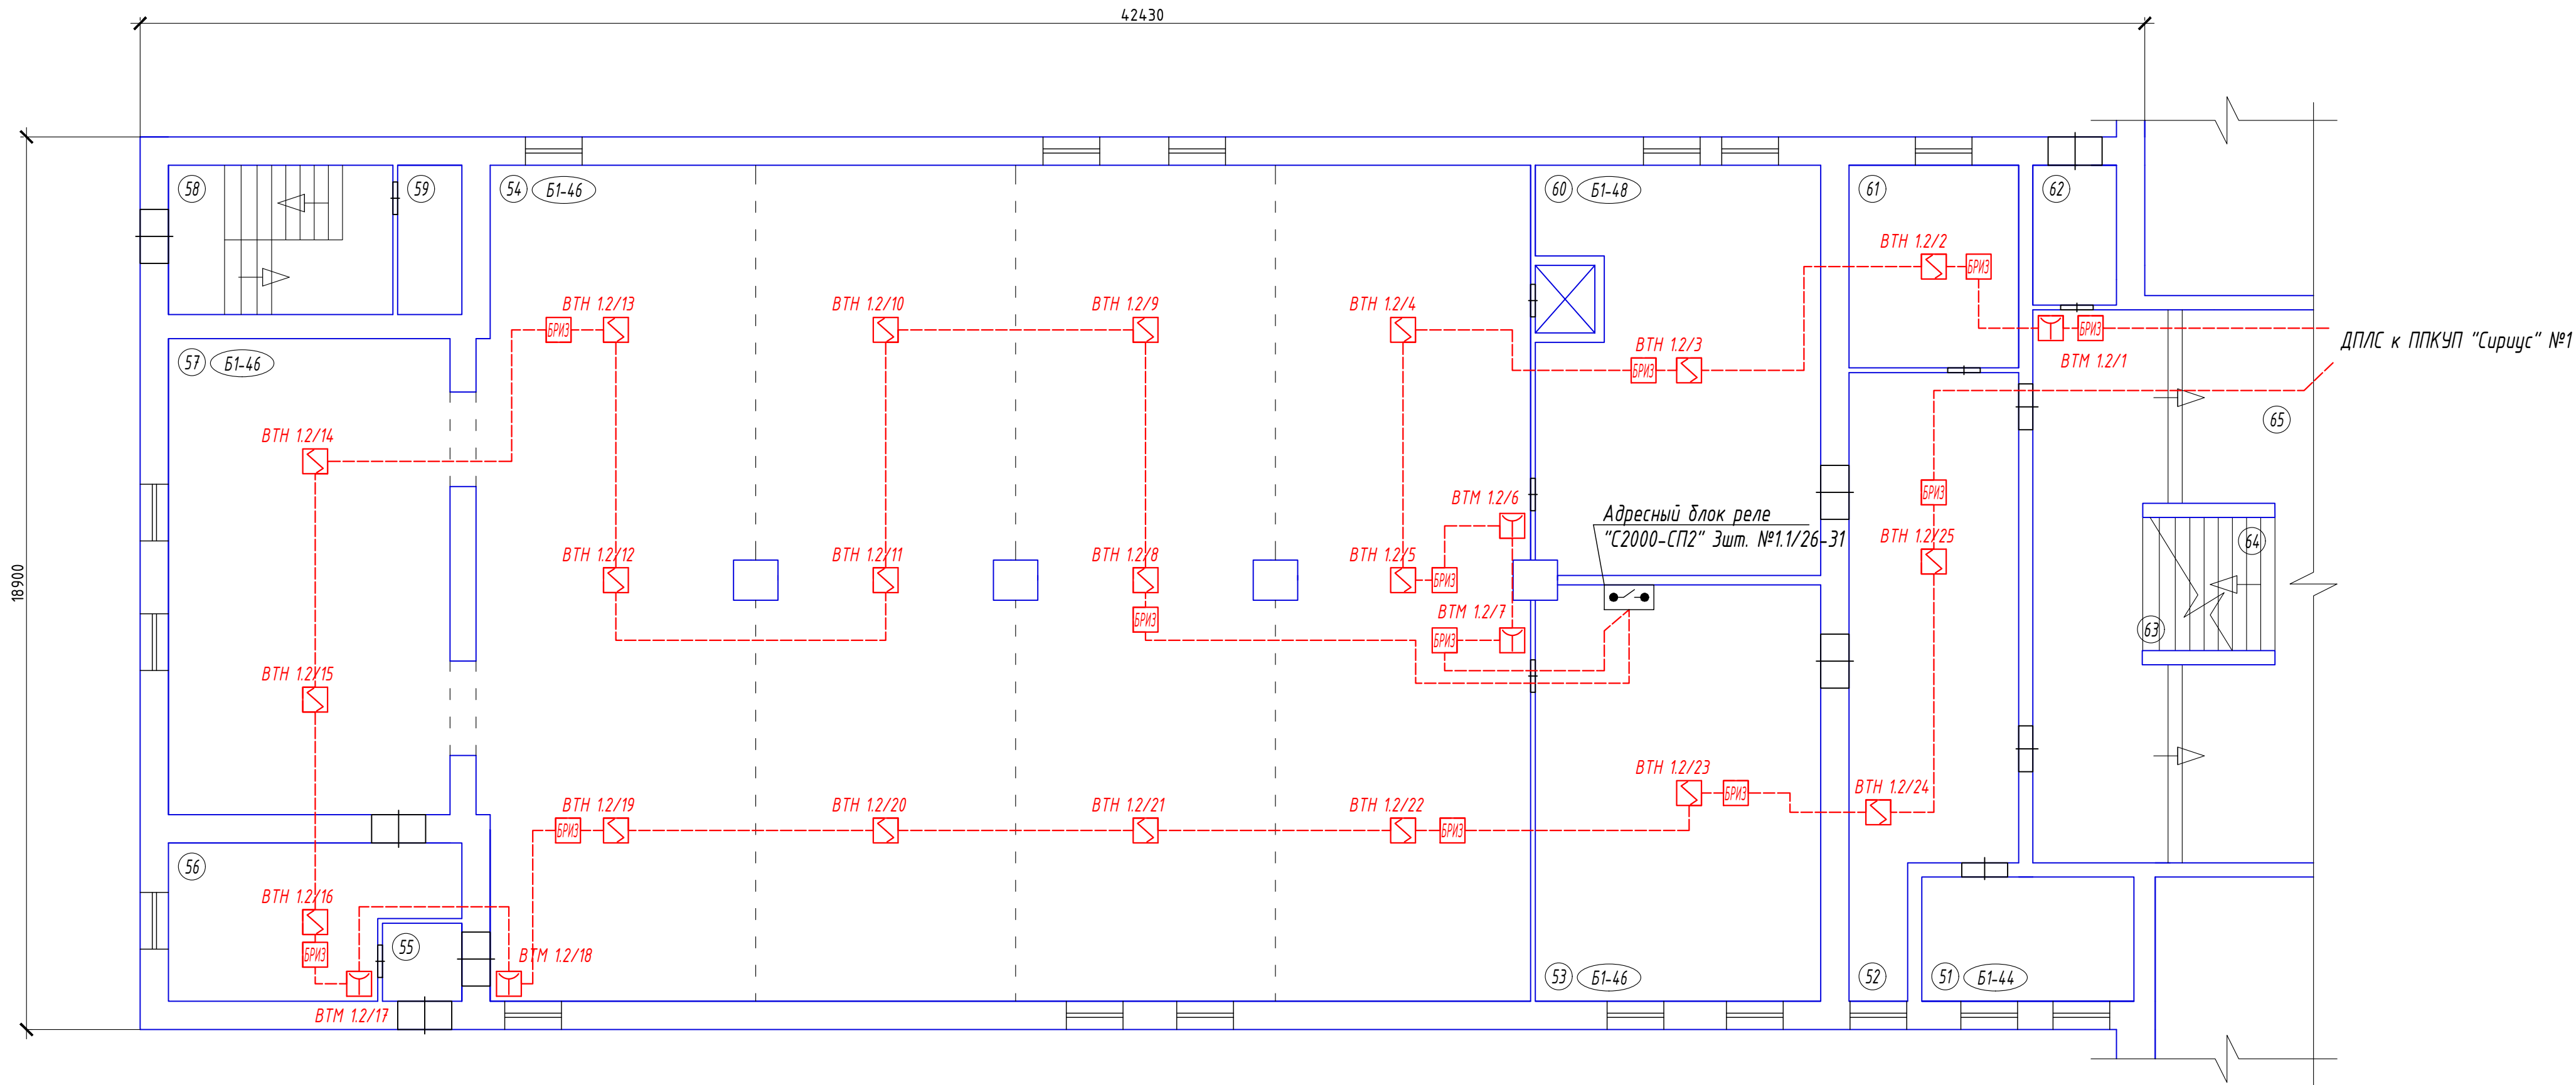 42430
18900
58
59
54
Б1-46
60
Б1-48
61
62
ВТН 1.2/2
БРИЗ
ВТН 1.2/13
БРИЗ
ВТН 1.2/10
ВТН 1.2/9
ВТН 1.2/4
ВТН 1.2/3
БРИЗ
БРИЗ
ВТМ 1.2/1
ДПЛС к ППКУП "Сириус" №1
57
Б1-46
65
ВТН 1.2/14
БРИЗ
ВТМ 1.2/6
Адресный блок реле
"С2000-СП2" 3шт. №1.1/26-31
ВТН 1.2/25
64
ВТН 1.2/12
ВТН 1.2/11
ВТН 1.2/8
ВТН 1.2/5
БРИЗ
БРИЗ
ВТМ 1.2/7
БРИЗ
63
ВТН 1.2/15
ВТН 1.2/23
БРИЗ
ВТН 1.2/24
ВТН 1.2/19
БРИЗ
ВТН 1.2/20
ВТН 1.2/21
ВТН 1.2/22
БРИЗ
56
ВТН 1.2/16
БРИЗ
55
ВТМ 1.2/18
ВТМ 1.2/17
53
Б1-46
52
51
Б1-44